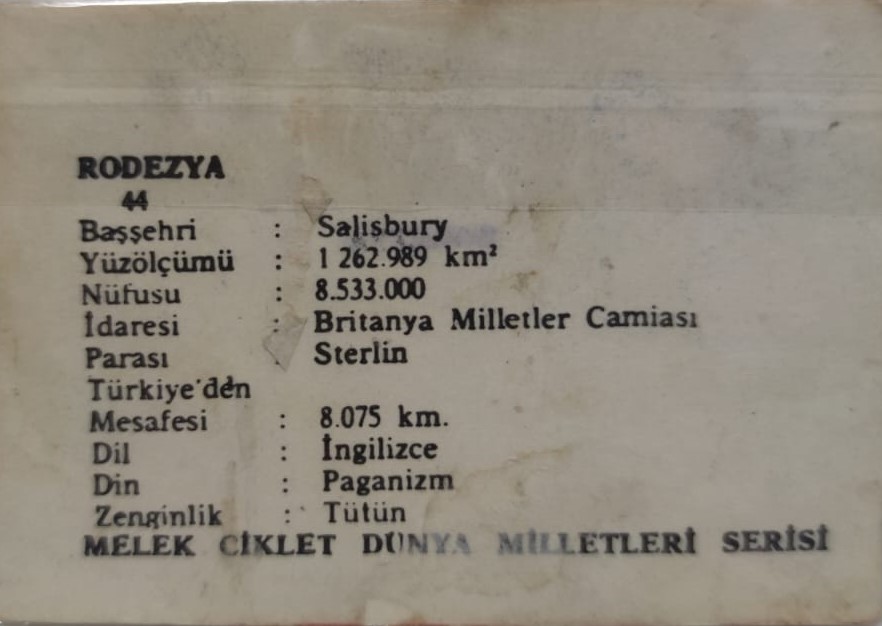 RODEZYA
44
Başşehri : Salisbury
Yüzölçümü : 1 262.989 km²
Nüfusu : 8.533.000
İdaresi : Britanya Milletler Camiası
Parası : Sterlin
Türkiye'den
Mesafesi : 8.075 km.
Dil : İngilizce
Din : Paganizm
Zenginlik : Tütün
MELEK CİKLET DÜNYA MİLLETLERİ SERİSİ